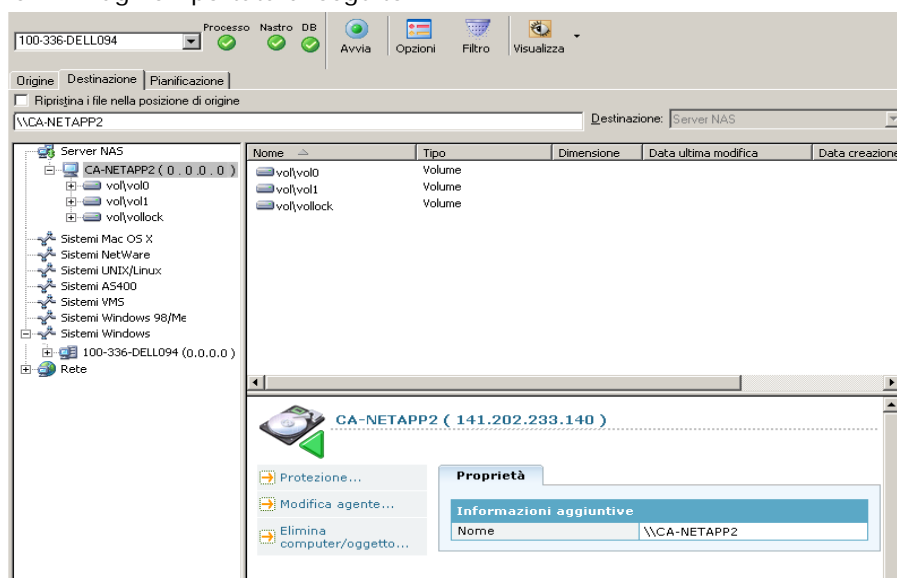 Processo Nastro DB
100-336-DELL094
Avvia Opzioni Filtro Visualizza
Origine Destinazione Pianificazione
Ripristina i file nella posizione di origine
\\CA-NETAPP2 Destinazione: Server NAS
Server NAS
CA-NETAPP2 ( 0 . 0 .0 . 0 )
vol\vol0
vol\vol1
vol\vollock
Sistemi Mac OS X
Sistemi NetWare
Sistemi UNIX/Linux
Sistemi AS400
Sistemi VMS
Sistemi Windows 98/Me
Sistemi Windows
100-336-DELL094 (0.0.0.0 )
Rete
Nome Tipo Dimensione Data ultima modifica Data creazione
vol\vol0 Volume
vol\vol1 Volume
vol\vollock Volume
CA-NETAPP2 ( 141.202.233.140 )
Protezione...
Modifica agente...
Elimina
computer/oggetto...
Proprietà
Informazioni aggiuntive
Nome \\CA-NETAPP2